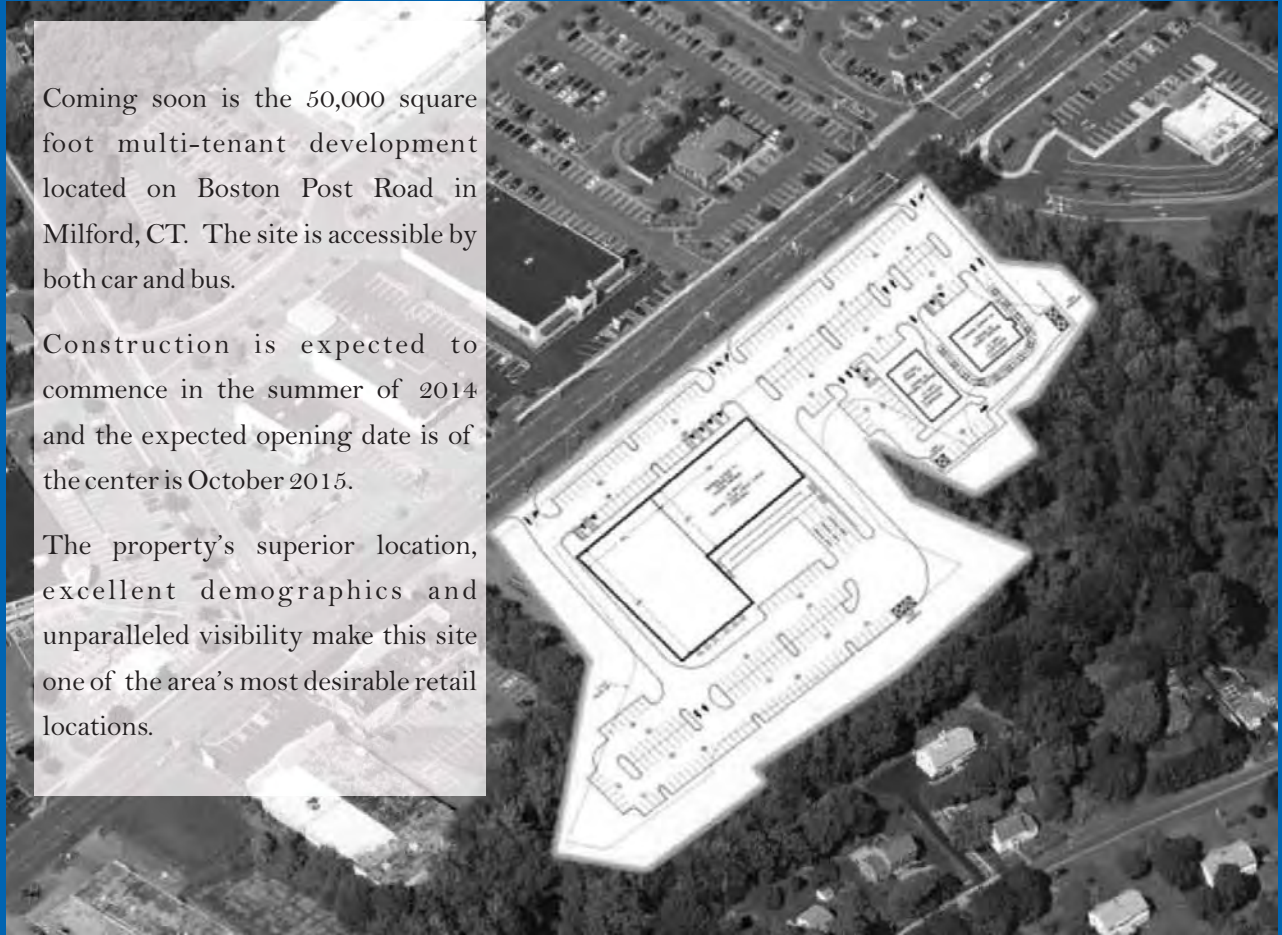 Coming soon is the 50,000 square
foot multi-tenant development
located on Boston Post Road in
Milford, CT. The site is accessible by
both car and bus.
Construction is expected to
commence in the summer of 2014
and the expected opening date is of
the center is October 2015.
The property's superior location,
excellent demographics and
unparalleled visibility make this site
one of the area's most desirable retail
locations.